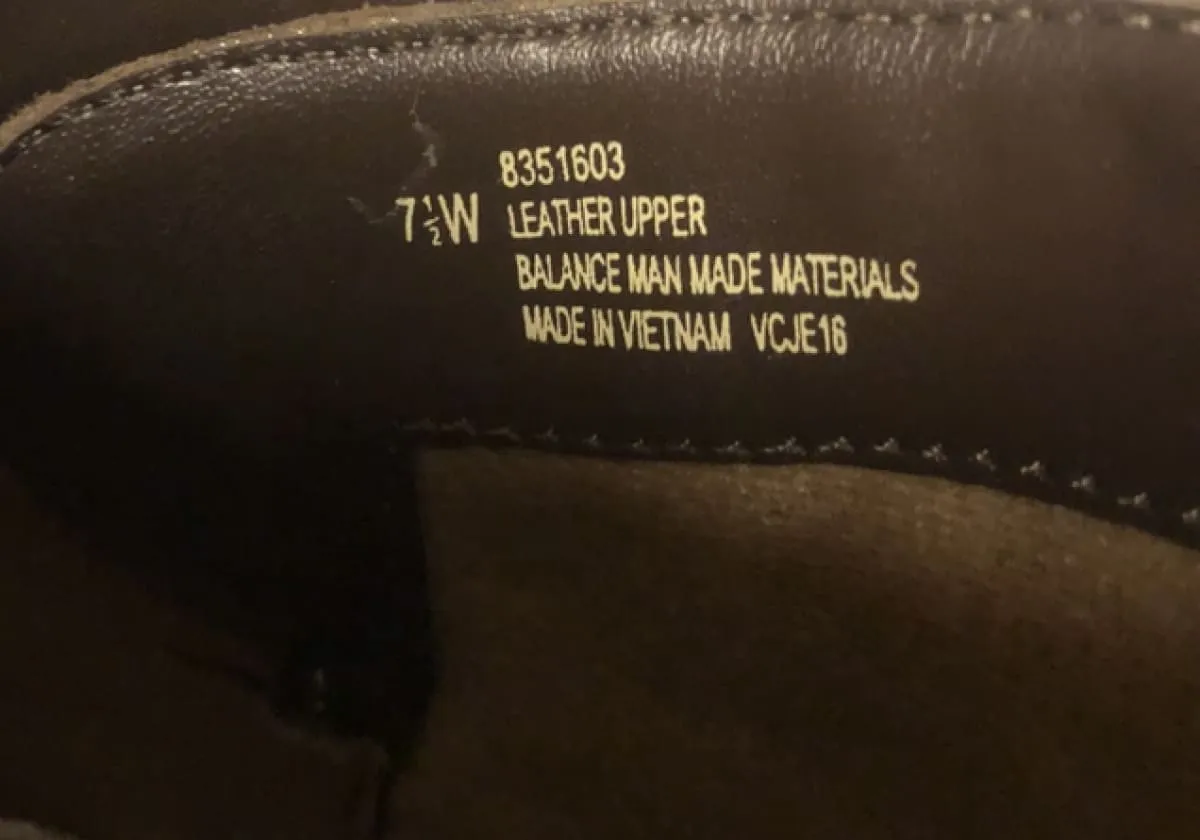 8351603
7½W LEATHER UPPER
BALANCE MAN MADE MATERIALS
MADE IN VIETNAM VCJE16